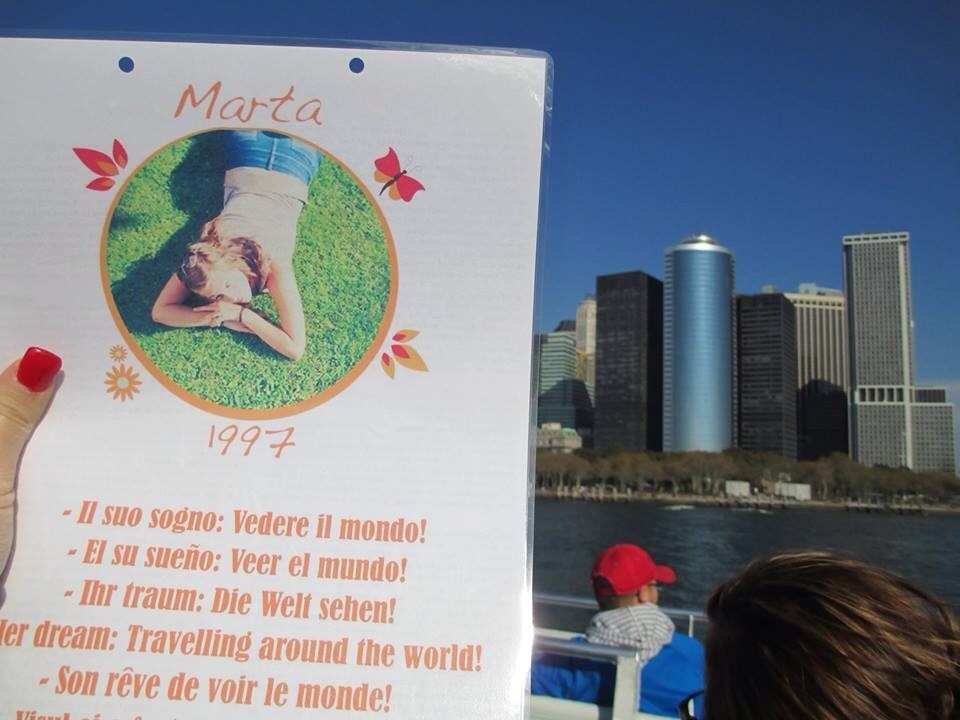 Marta
1997
- Il suo sogno: Vedere il mondo!
- El su sueño: Veer el mundo!
- Ihr traum: Die Welt sehen!
Her dream: Travelling around the world!
- Son rêve de voir le monde!